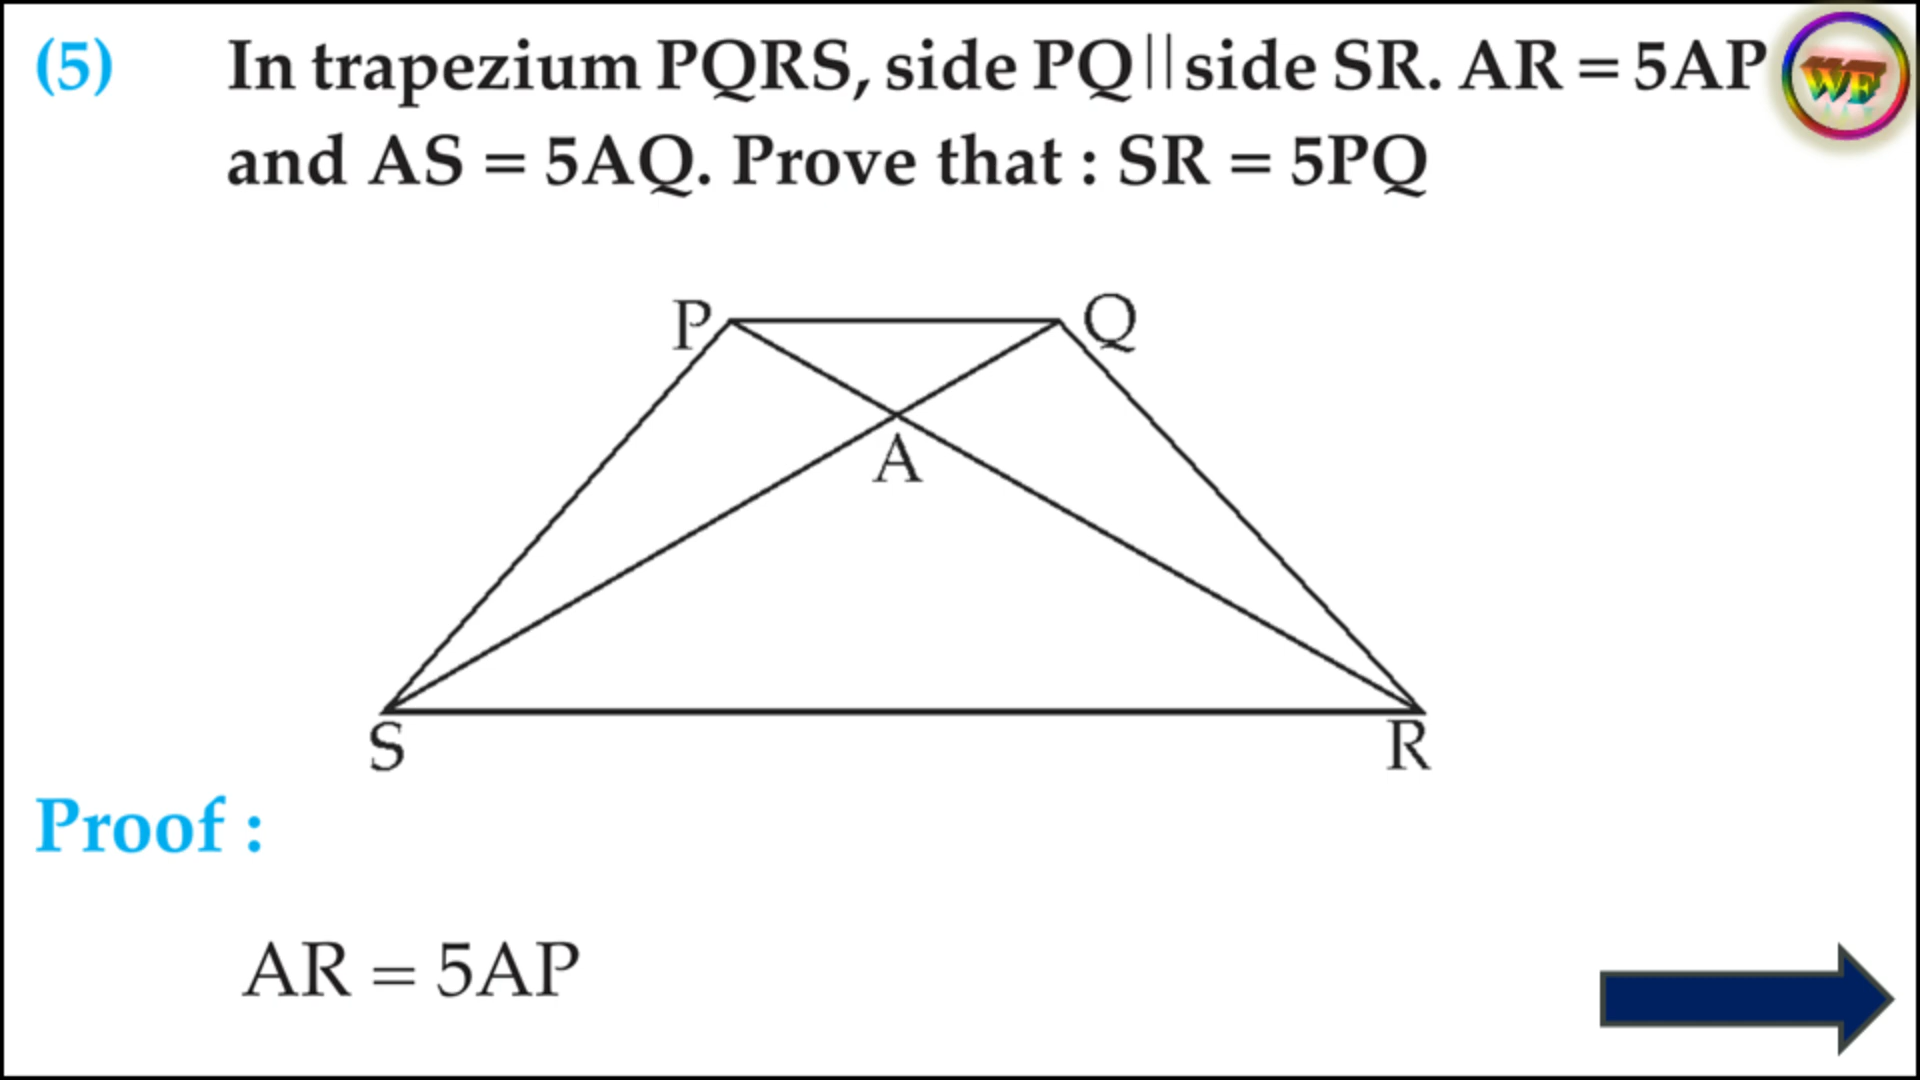 (5) In trapezium PQRS, side PQ||side SR. AR = 5AP
WE
and AS = 5AQ. Prove that : SR = 5PQ
P
Q
A
S
R
Proof :
AR = 5AP